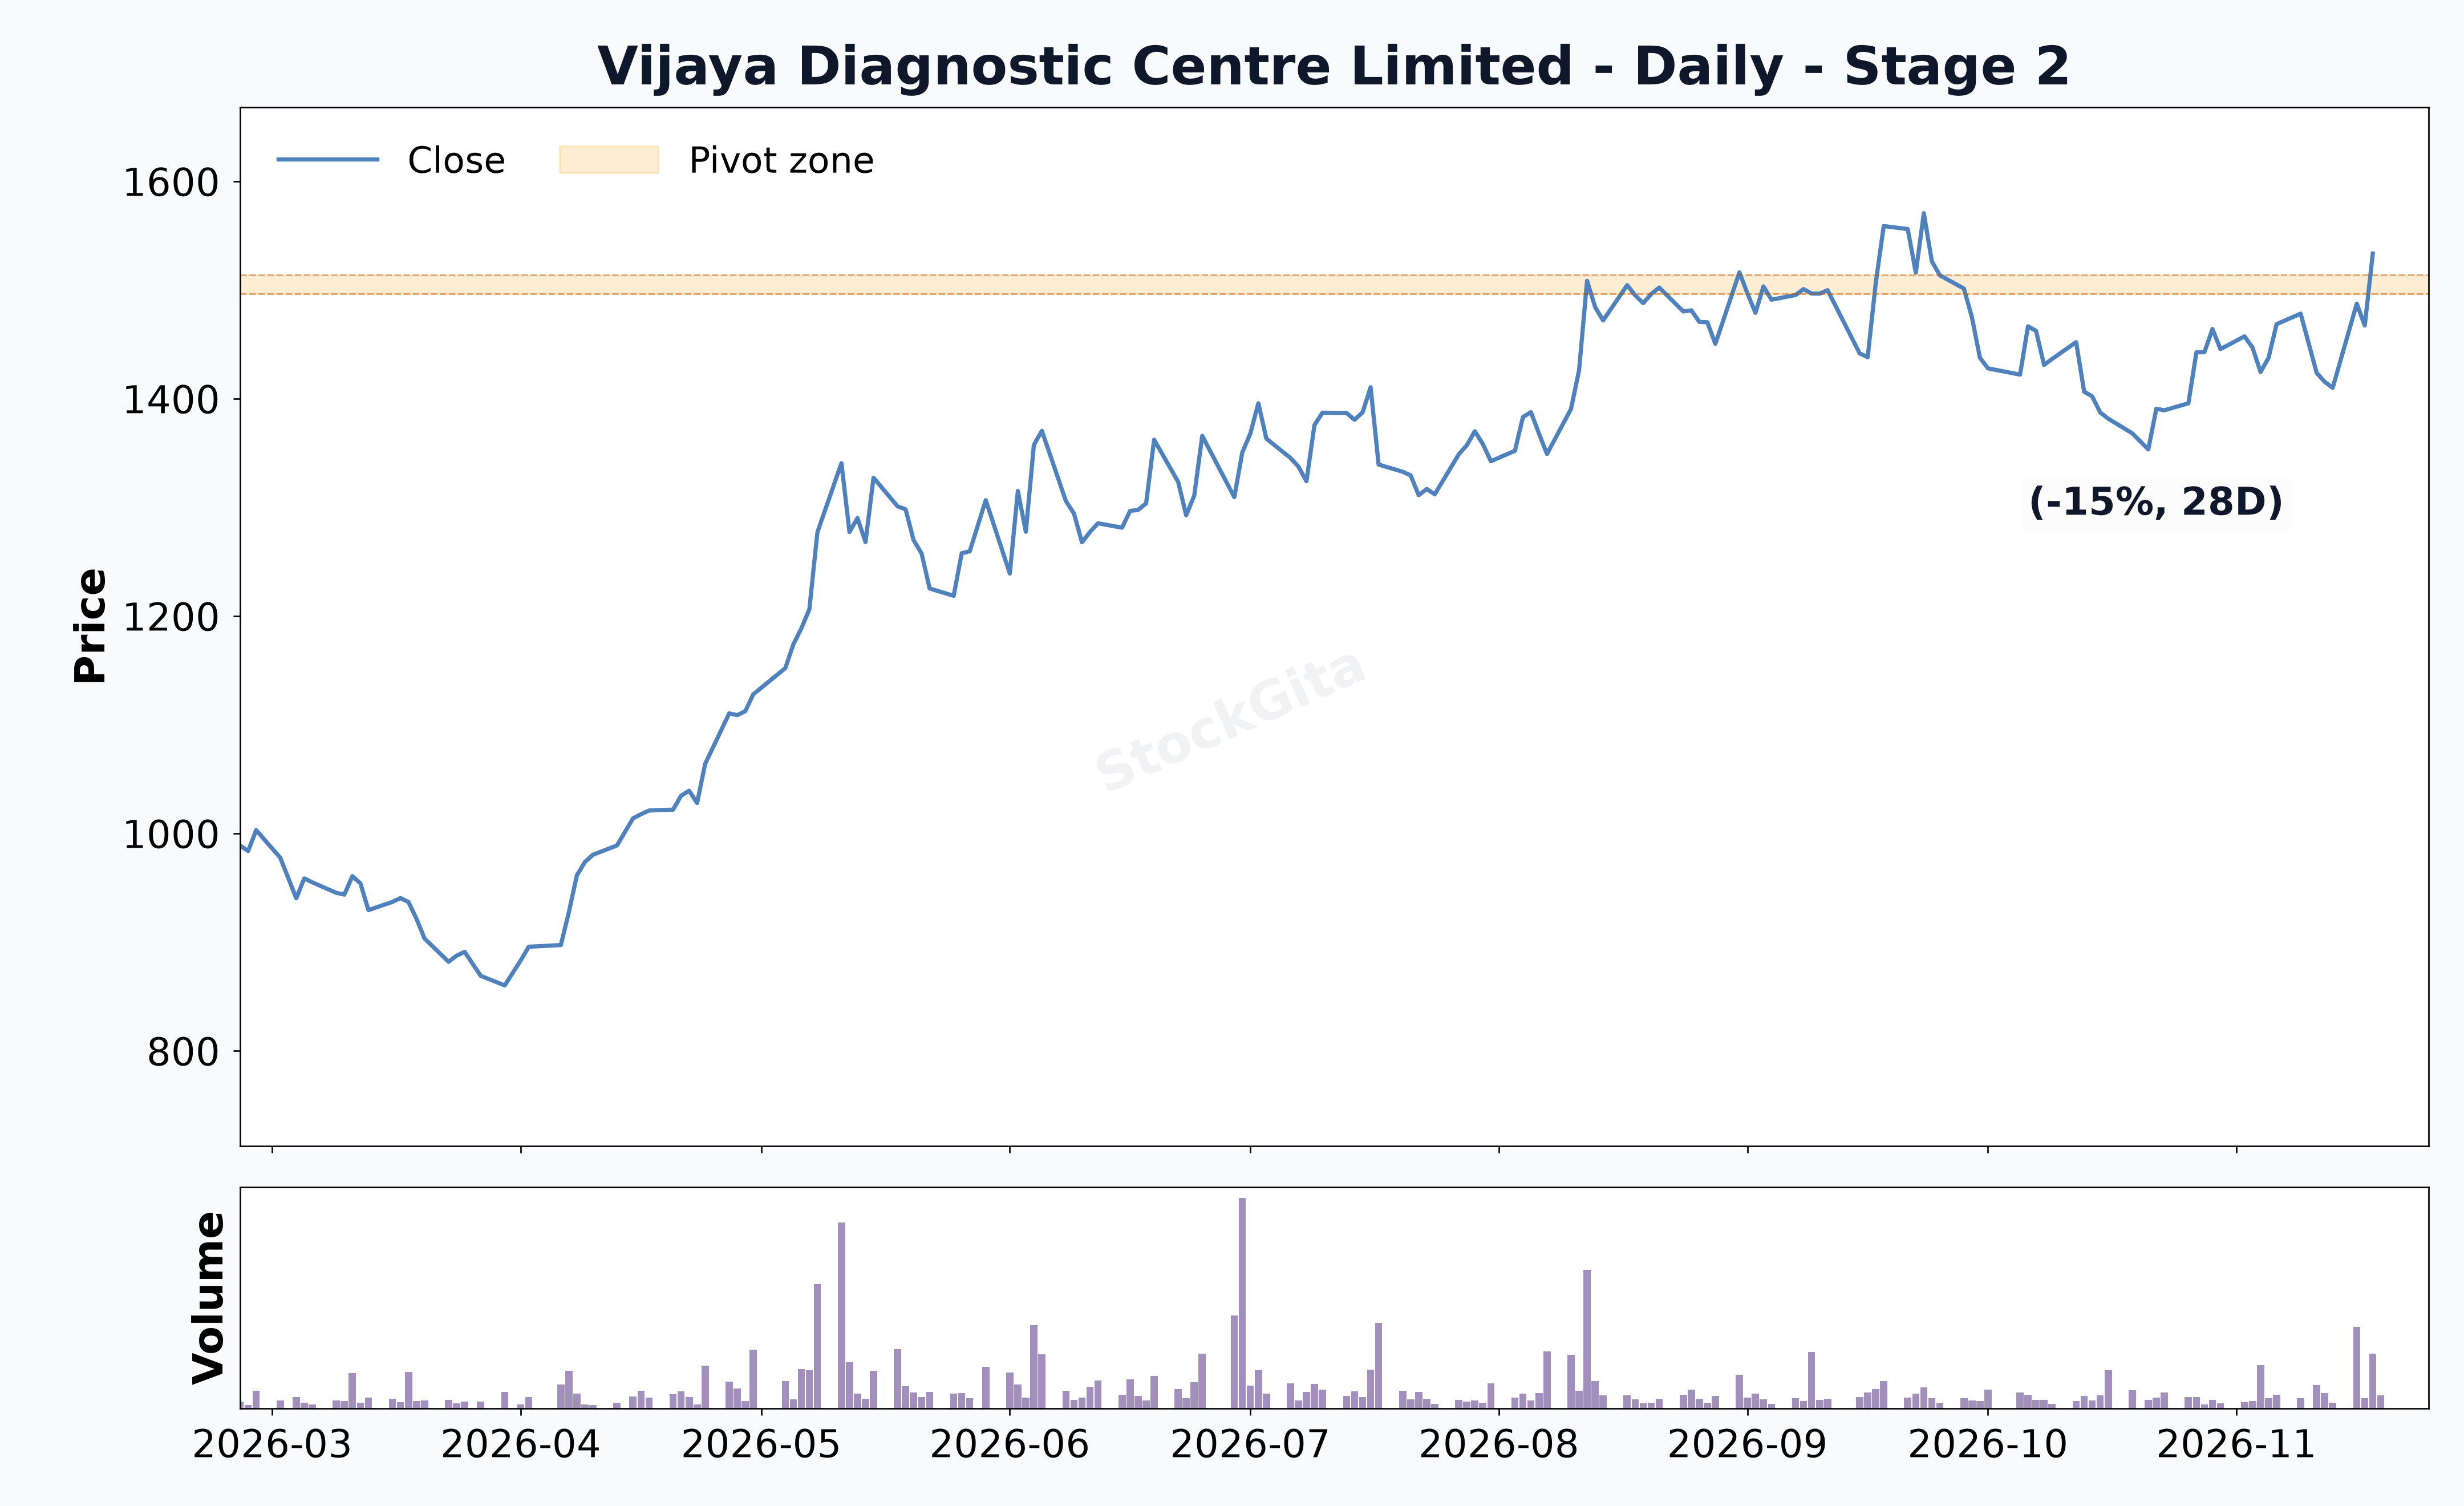 Vijaya Diagnostic Centre Limited - Daily - Stage 2
Close
Pivot zone
1600
1400
1200
1000
800
Price
(-15%, 28D)
StockGita
Volume
2026-03
2026-04
2026-05
2026-06
2026-07
2026-08
2026-09
2026-10
2026-11